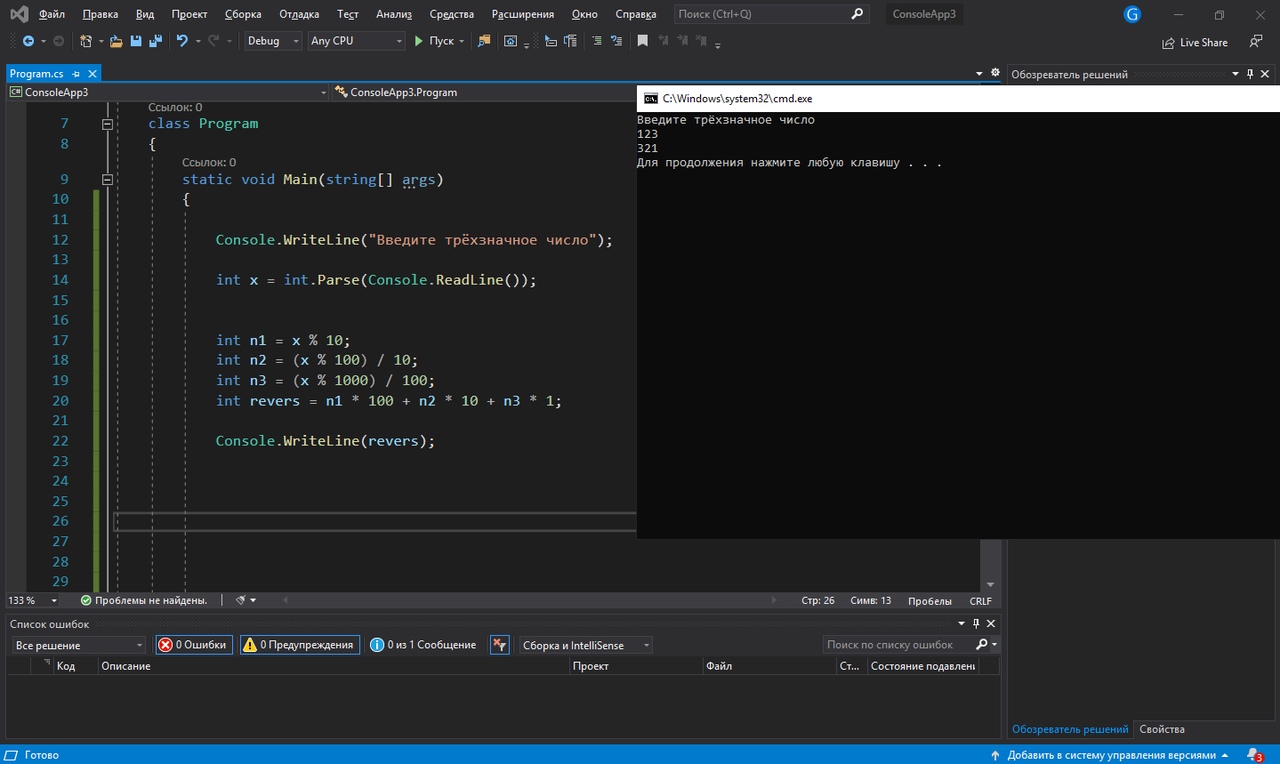 Файл Правка Вид Проект Сборка Отладка Тест Анализ Средства Расширения Окно Справка Поиск (Ctrl+Q) ConsoleApp3 G
Debug Any CPU Пуск Live Share
Program.cs
Обозреватель решений
ConsoleApp3 ConsoleApp3.Program
C:\Windows\system32\cmd.exe
Введите трёхзначное число
123
321
Для продолжения нажмите любую клавишу . . .
Ссылок: 0
7 class Program
8 {
Ссылок: 0
9 static void Main(string[] args)
10 {
11
12 Console.WriteLine("Введите трёхзначное число");
13
14 int x = int.Parse(Console.ReadLine());
15
16
17 int n1 = x % 10;
18 int n2 = (x % 100) / 10;
19 int n3 = (x % 1000) / 100;
20 int revers = n1 * 100 + n2 * 10 + n3 * 1;
21
22 Console.WriteLine(revers);
23
24
25
26
27
28
29
133 % Проблемы не найдены. Стр: 26 Симв: 13 Пробелы CRLF
Список ошибок
Все решение 0 Ошибки 0 Предупреждения 0 из 1 Сообщение Сборка и IntelliSense Поиск по списку ошибок
Код Описание Проект Файл Ст... Состояние подавлени
Обозреватель решений Свойства
Готово Добавить в систему управления версиями 3